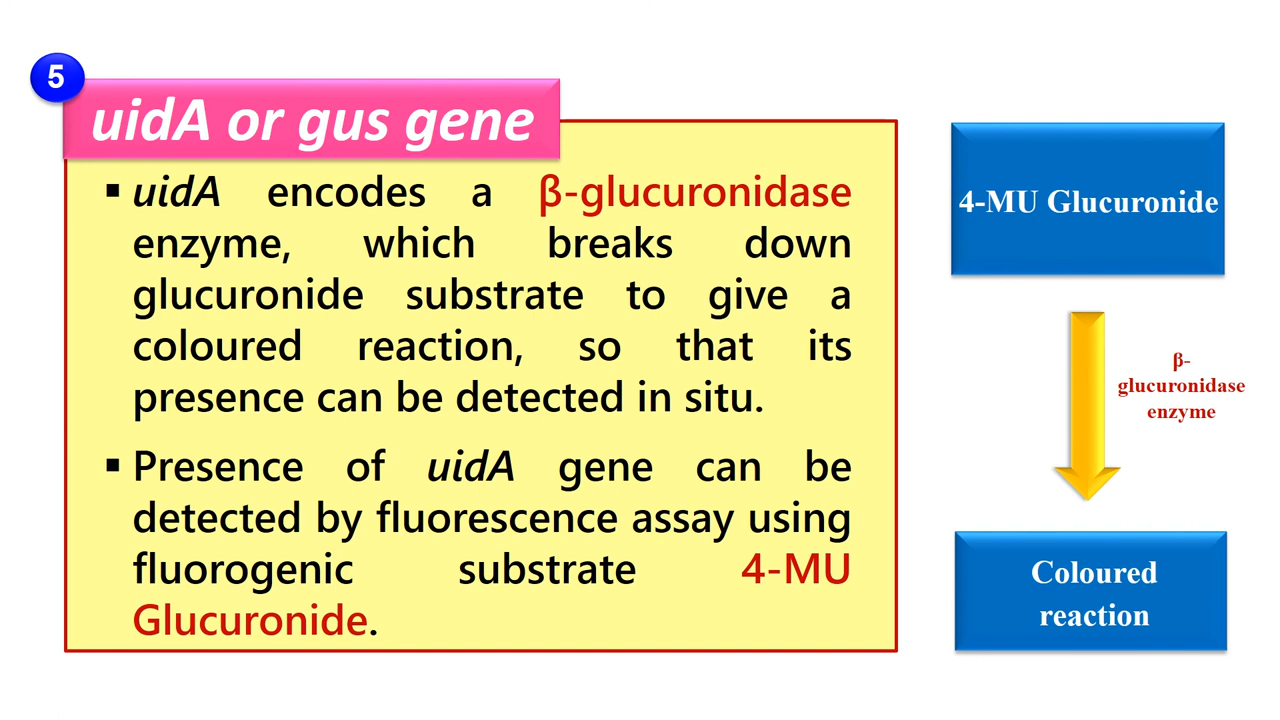 5
uidA or gus gene
▪ uidA encodes a β-glucuronidase
enzyme, which breaks down
glucuronide substrate to give a
coloured reaction, so that its
presence can be detected in situ.
▪ Presence of uidA gene can be
detected by fluorescence assay using
fluorogenic substrate 4-MU
Glucuronide.
4-MU Glucuronide
β-
glucuronidase
enzyme
Coloured
reaction